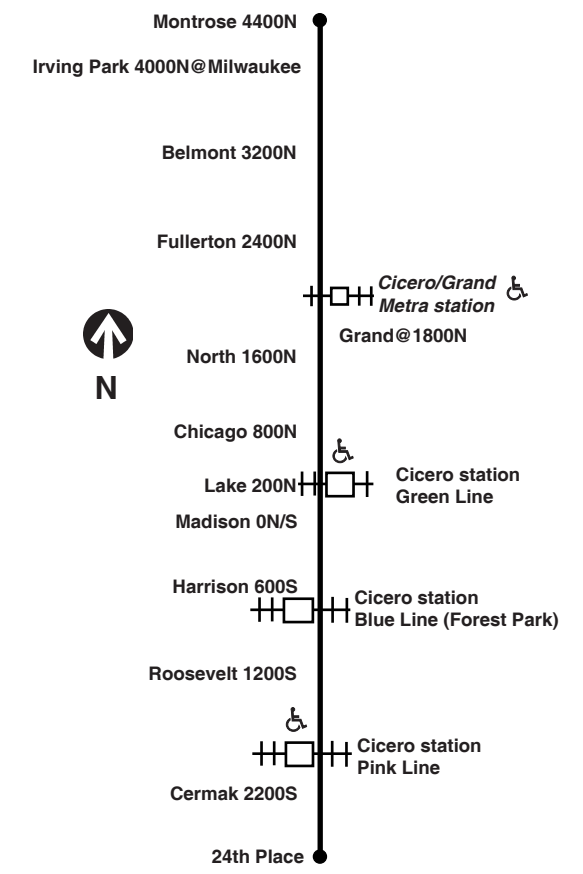 Montrose 4400N
Irving Park 4000N@Milwaukee
Belmont 3200N
Fullerton 2400N
Cicero/Grand
Metra station
Grand@1800N
N
North 1600N
Chicago 800N
Lake 200N
Cicero station
Green Line
Madison 0N/S
Harrison 600S
Cicero station
Blue Line (Forest Park)
Roosevelt 1200S
Cicero station
Pink Line
Cermak 2200S
24th Place